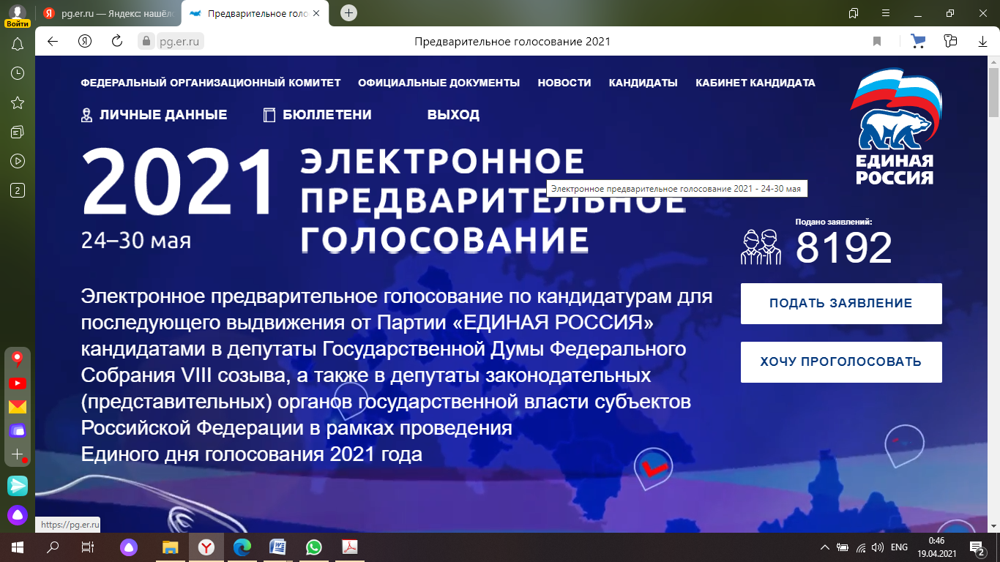 Войти
pg.er.ru — Яндекс: нашёло
Предварительное голо
pg.er.ru
Предварительное голосование 2021
ФЕДЕРАЛЬНЫЙ ОРГАНИЗАЦИОННЫЙ КОМИТЕТ ОФИЦИАЛЬНЫЕ ДОКУМЕНТЫ НОВОСТИ КАНДИДАТЫ КАБИНЕТ КАНДИДАТА
ЛИЧНЫЕ ДАННЫЕ БЮЛЛЕТЕНИ ВЫХОД
ЕДИНАЯ
РОССИЯ
2021
24–30 мая
ЭЛЕКТРОННОЕ
ПРЕДВАРИТЕЛЬНОЕ
ГОЛОСОВАНИЕ
Электронное предварительное голосование 2021 - 24-30 мая
Подано заявлений:
8192
ПОДАТЬ ЗАЯВЛЕНИЕ
ХОЧУ ПРОГОЛОСОВАТЬ
Электронное предварительное голосование по кандидатурам для
последующего выдвижения от Партии «ЕДИНАЯ РОССИЯ»
кандидатами в депутаты Государственной Думы Федерального
Собрания VIII созыва, а также в депутаты законодательных
(представительных) органов государственной власти субъектов
Российской Федерации в рамках проведения
Единого дня голосования 2021 года
2
https://pg.er.ru
ENG
0:46
19.04.2021
2